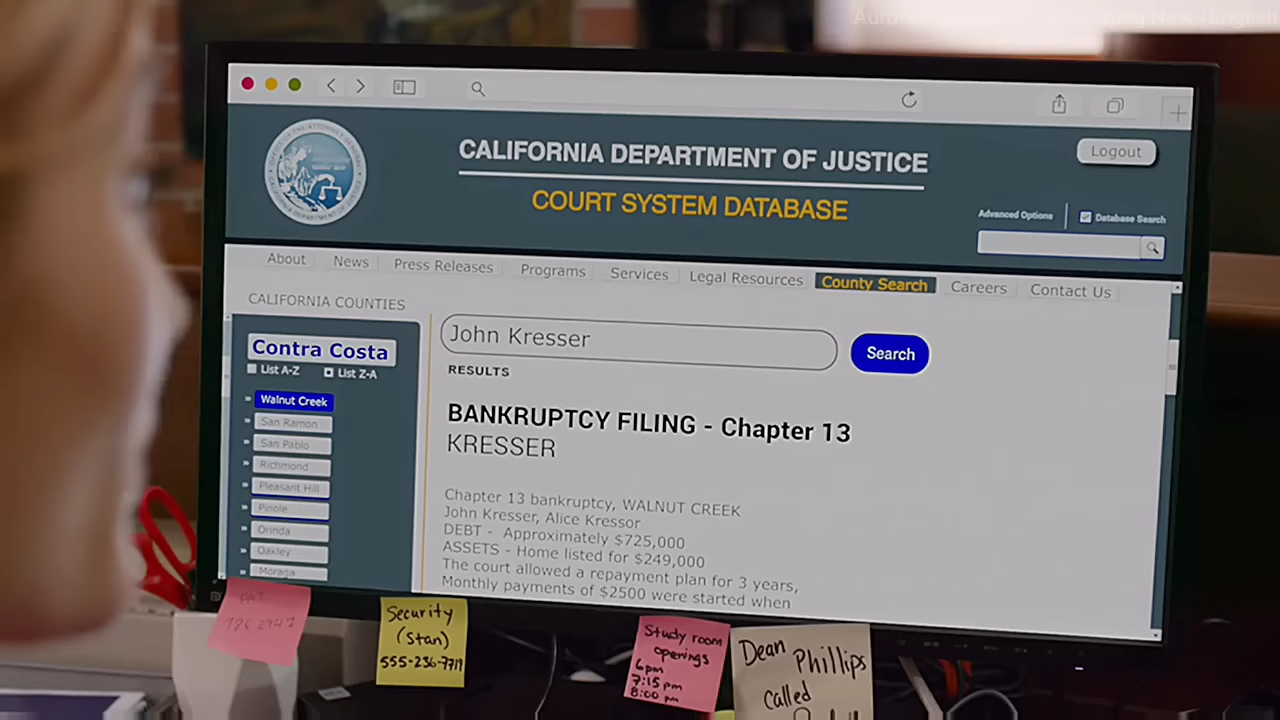 CALIFORNIA DEPARTMENT OF JUSTICE
Logout
COURT SYSTEM DATABASE
Advanced Options
Database Search
About News Press Releases Programs Services Legal Resources County Search Careers Contact Us
CALIFORNIA COUNTIES
Contra Costa
List A-Z List Z-A
Walnut Creek
San Ramon
San Pablo
Richmond
Pleasant Hill
Pinole
Orinda
Oakley
Moraga
John Kresser
Search
RESULTS
BANKRUPTCY FILING - Chapter 13
KRESSER
Chapter 13 bankruptcy, WALNUT CREEK
John Kresser, Alice Kressor
DEBT - Approximately $725,000
ASSETS - Home listed for $249,000
The court allowed a repayment plan for 3 years,
Monthly payments of $2500 were started when
Security
(Stan)
555-236-7719
Study room
openings
6pm
7:15 pm
8:00 pm
Dean Phillips
called